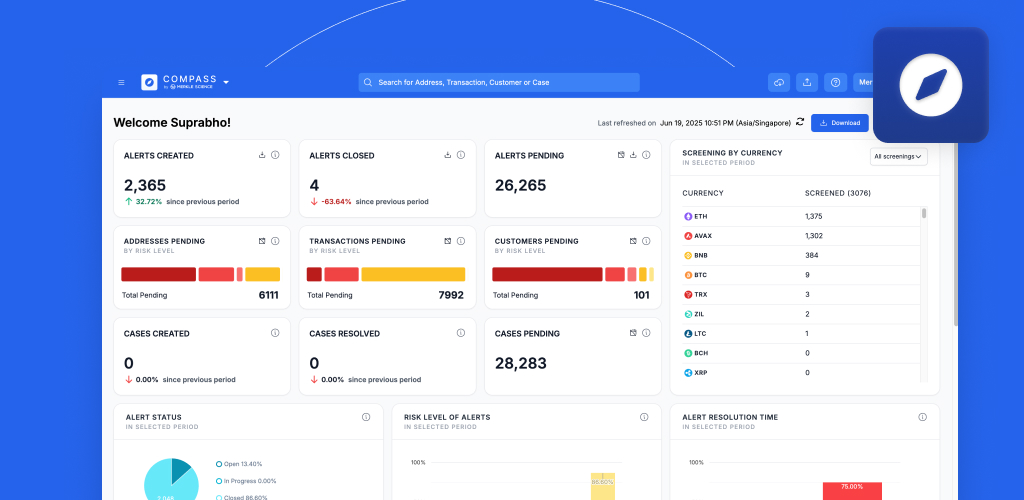 COMPASS
by MERKLE SCIENCE
Search for Address, Transaction, Customer or Case
Mer
Welcome Suprabho!
Last refreshed on Jun 19, 2025 10:51 PM (Asia/Singapore)
Download
ALERTS CREATED
2,365
32.72% since previous period
ALERTS CLOSED
4
-63.64% since previous period
ALERTS PENDING
26,265
SCREENING BY CURRENCY
IN SELECTED PERIOD
All screenings
CURRENCY SCREENED (3076)
ETH 1,375
AVAX 1,302
BNB 384
BTC 9
TRX 3
ZIL 2
LTC 1
BCH 0
XRP 0
ADDRESSES PENDING
BY RISK LEVEL
Total Pending 6111
TRANSACTIONS PENDING
BY RISK LEVEL
Total Pending 7992
CUSTOMERS PENDING
BY RISK LEVEL
Total Pending 101
CASES CREATED
0
0.00% since previous period
CASES RESOLVED
0
0.00% since previous period
CASES PENDING
28,283
ALERT STATUS
IN SELECTED PERIOD
Open 13.40%
In Progress 0.00%
Closed 86.60%
2,048
RISK LEVEL OF ALERTS
IN SELECTED PERIOD
100%
86.60%
ALERT RESOLUTION TIME
IN SELECTED PERIOD
100%
75.00%